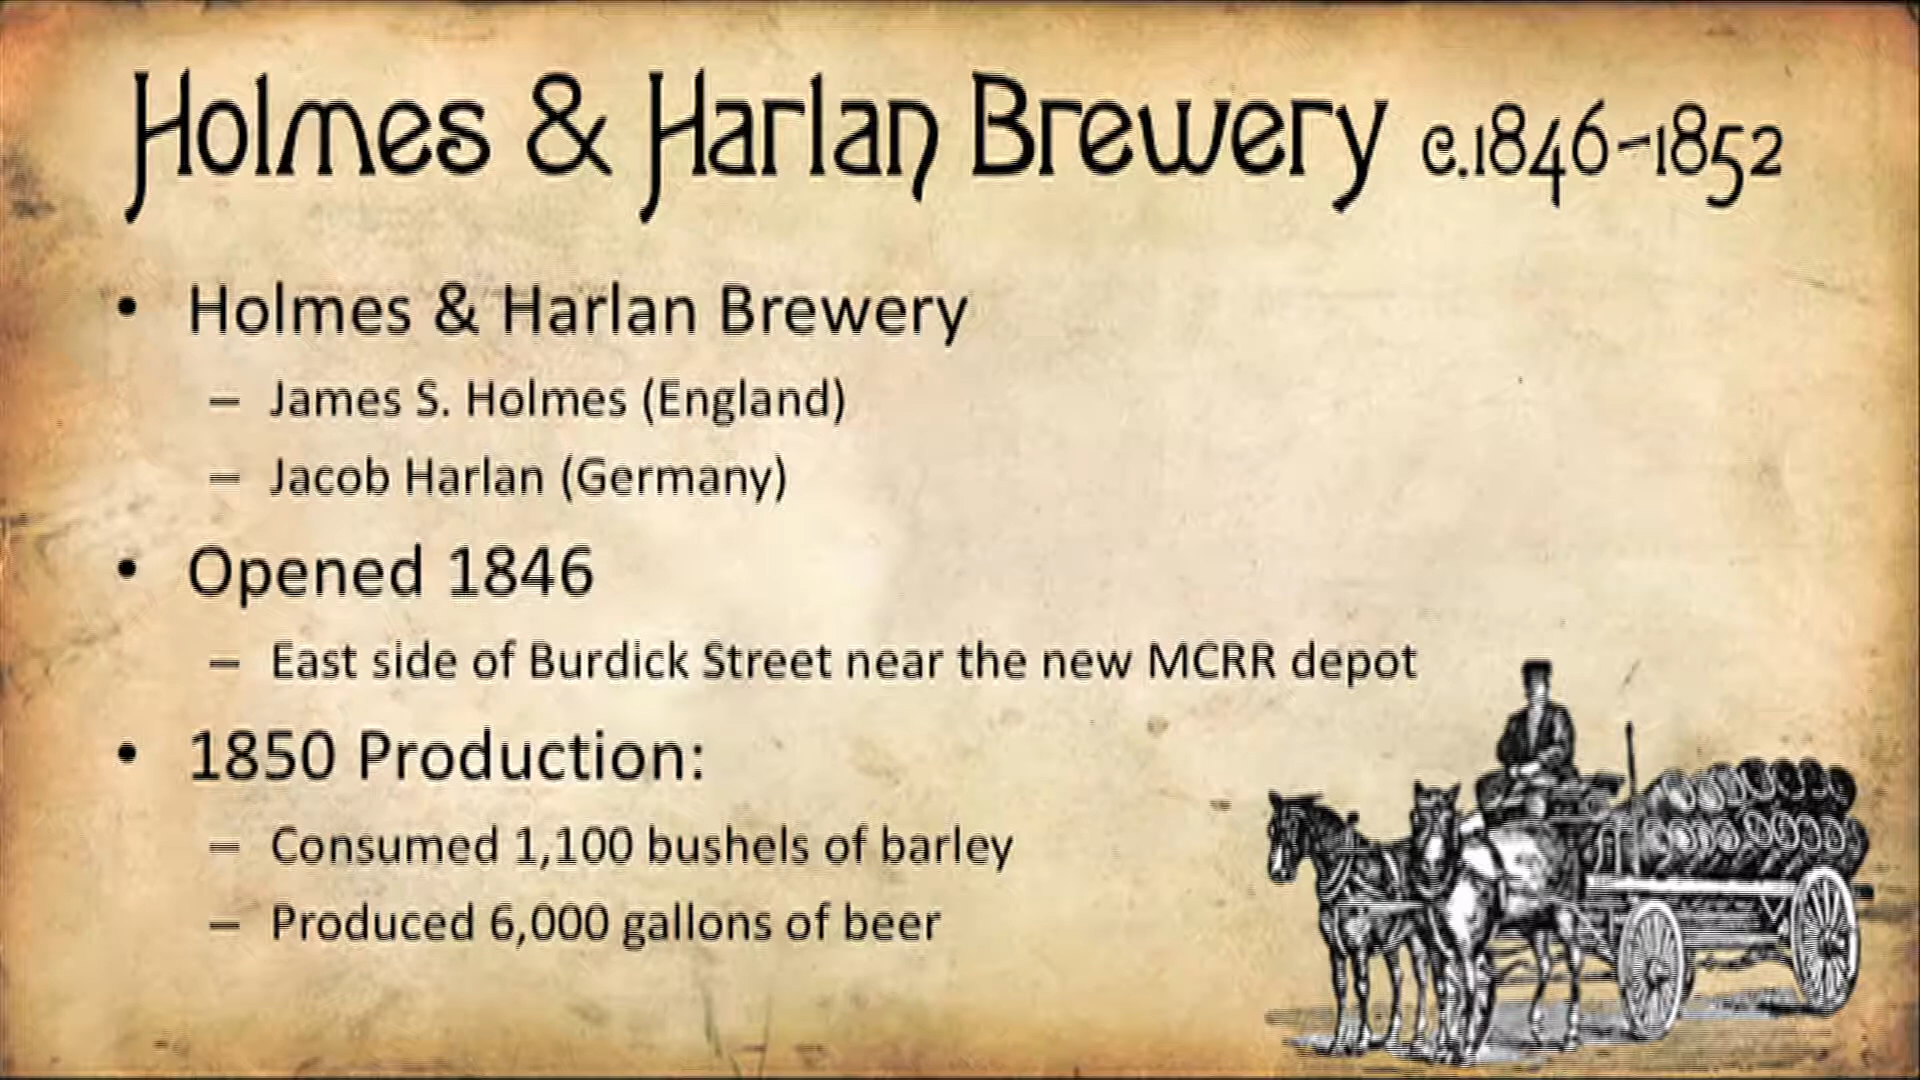 Holmes & Harlan Brewery c.1846-1852
• Holmes & Harlan Brewery
– James S. Holmes (England)
– Jacob Harlan (Germany)
• Opened 1846
– East side of Burdick Street near the new MCRR depot
• 1850 Production:
– Consumed 1,100 bushels of barley
– Produced 6,000 gallons of beer